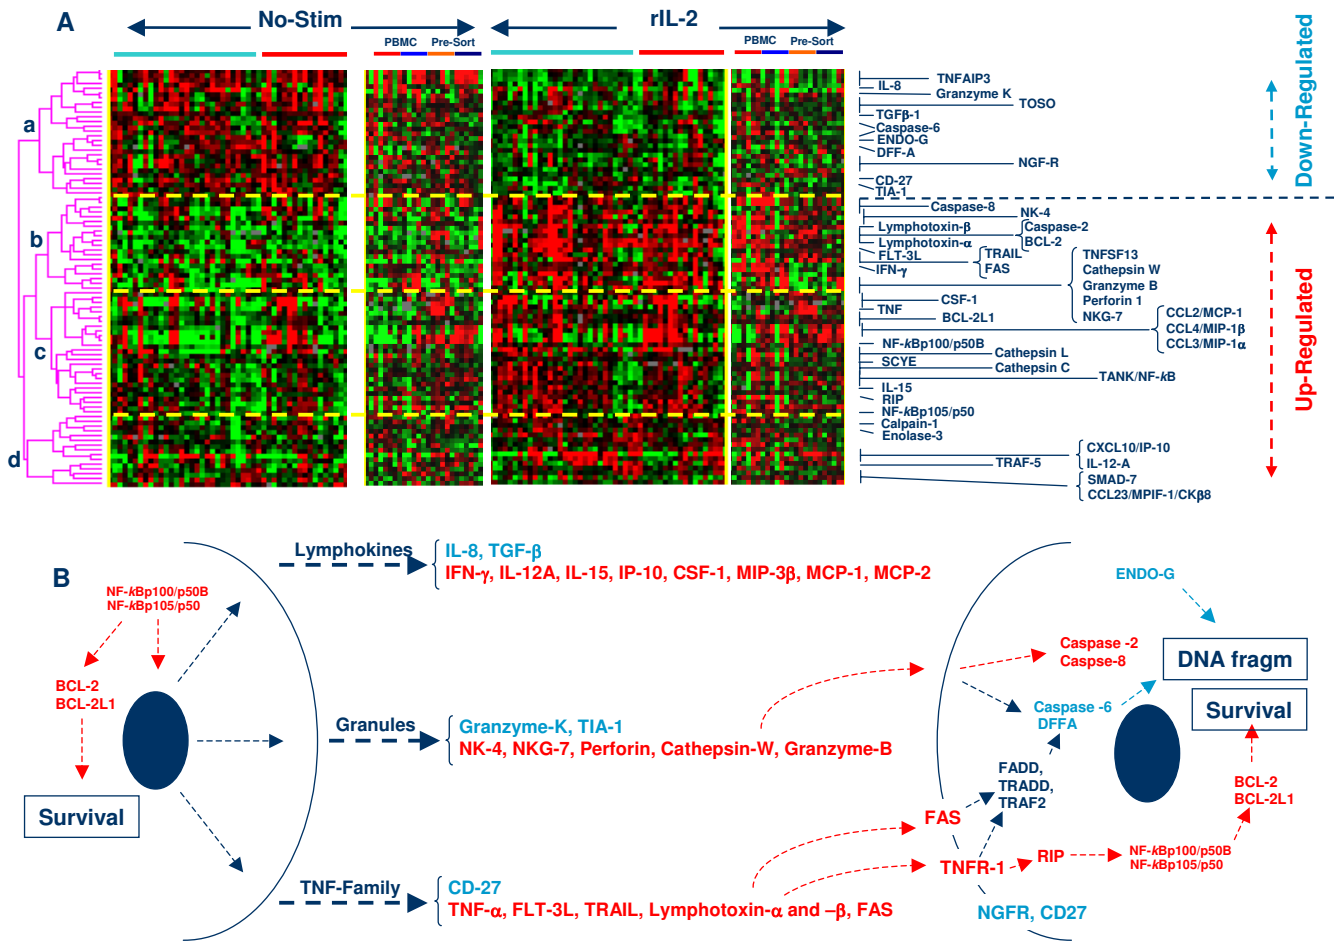 A
No-Stim
rIL-2
PBMC
Pre-Sort
PBMC
Pre-Sort
a
b
c
d
TNFAIP3
IL-8
Granzyme K
TOSO
TGFβ-1
Caspase-6
ENDO-G
DFF-A
NGF-R
CD-27
TIA-1
Caspase-8
NK-4
Lymphotoxin-β
Caspase-2
BCL-2
Lymphotoxin-α
FLT-3L
TRAIL
FAS
IFN-γ
TNFSF13
Cathepsin W
Granzyme B
Perforin 1
NKG-7
CSF-1
TNF
BCL-2L1
CCL2/MCP-1
CCL4/MIP-1β
CCL3/MIP-1α
NF-kBp100/p50B
Cathepsin L
SCYE
Cathepsin C
TANK/NF-kB
IL-15
RIP
NF-kBp105/p50
Calpain-1
Enolase-3
CXCL10/IP-10
IL-12-A
TRAF-5
SMAD-7
CCL23/MPIF-1/CKβ8
Down-Regulated
Up-Regulated
B
NF-kBp100/p50B
NF-kBp105/p50
BCL-2
BCL-2L1
Survival
Lymphokines
IL-8, TGF-β
IFN-γ, IL-12A, IL-15, IP-10, CSF-1, MIP-3β, MCP-1, MCP-2
Granules
Granzyme-K, TIA-1
NK-4, NKG-7, Perforin, Cathepsin-W, Granzyme-B
TNF-Family
CD-27
TNF-α, FLT-3L, TRAIL, Lymphotoxin-α and –β, FAS
ENDO-G
Caspase -2
Caspse-8
DNA fragm
Caspase -6
DFFA
Survival
FADD,
TRADD,
TRAF2
FAS
BCL-2
BCL-2L1
TNFR-1
RIP
NF-kBp100/p50B
NF-kBp105/p50
NGFR, CD27